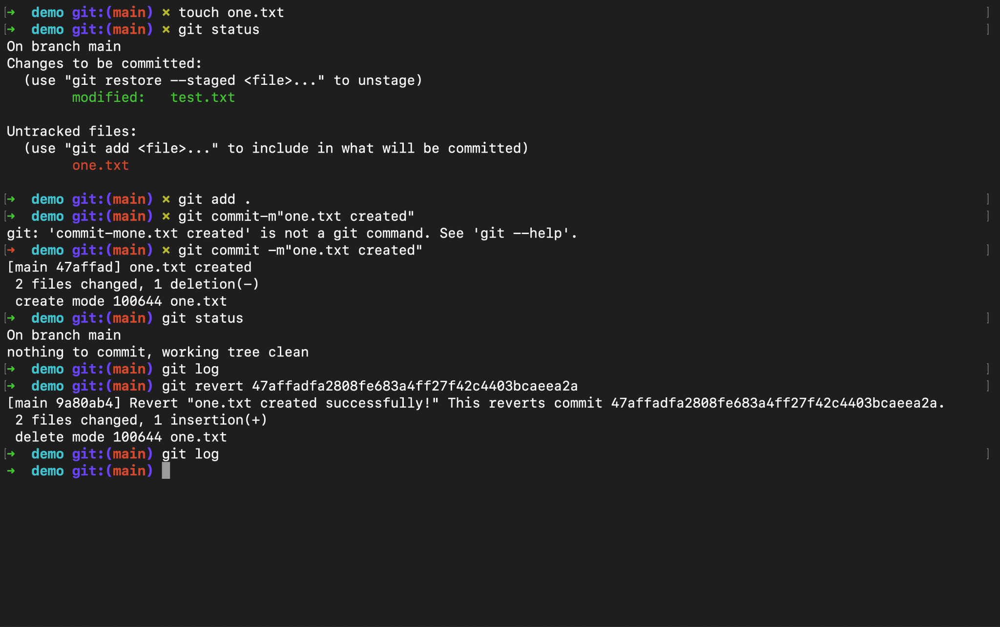 [→  demo git:(main) × touch one.txt ]
[→  demo git:(main) × git status ]
On branch main
Changes to be committed:
  (use "git restore --staged <file>..." to unstage)
        modified:   test.txt

Untracked files:
  (use "git add <file>..." to include in what will be committed)
        one.txt

[→  demo git:(main) × git add . ]
[→  demo git:(main) × git commit-m"one.txt created" ]
git: 'commit-mone.txt created' is not a git command. See 'git --help'.
[→  demo git:(main) × git commit -m"one.txt created" ]
[main 47affad] one.txt created
 2 files changed, 1 deletion(-)
 create mode 100644 one.txt
[→  demo git:(main) git status ]
On branch main
nothing to commit, working tree clean
[→  demo git:(main) git log ]
[→  demo git:(main) git revert 47affadfa2808fe683a4ff27f42c4403bcaeea2a ]
[main 9a80ab4] Revert "one.txt created successfully!" This reverts commit 47affadfa2808fe683a4ff27f42c4403bcaeea2a.
 2 files changed, 1 insertion(+)
 delete mode 100644 one.txt
[→  demo git:(main) git log ]
→  demo git:(main)